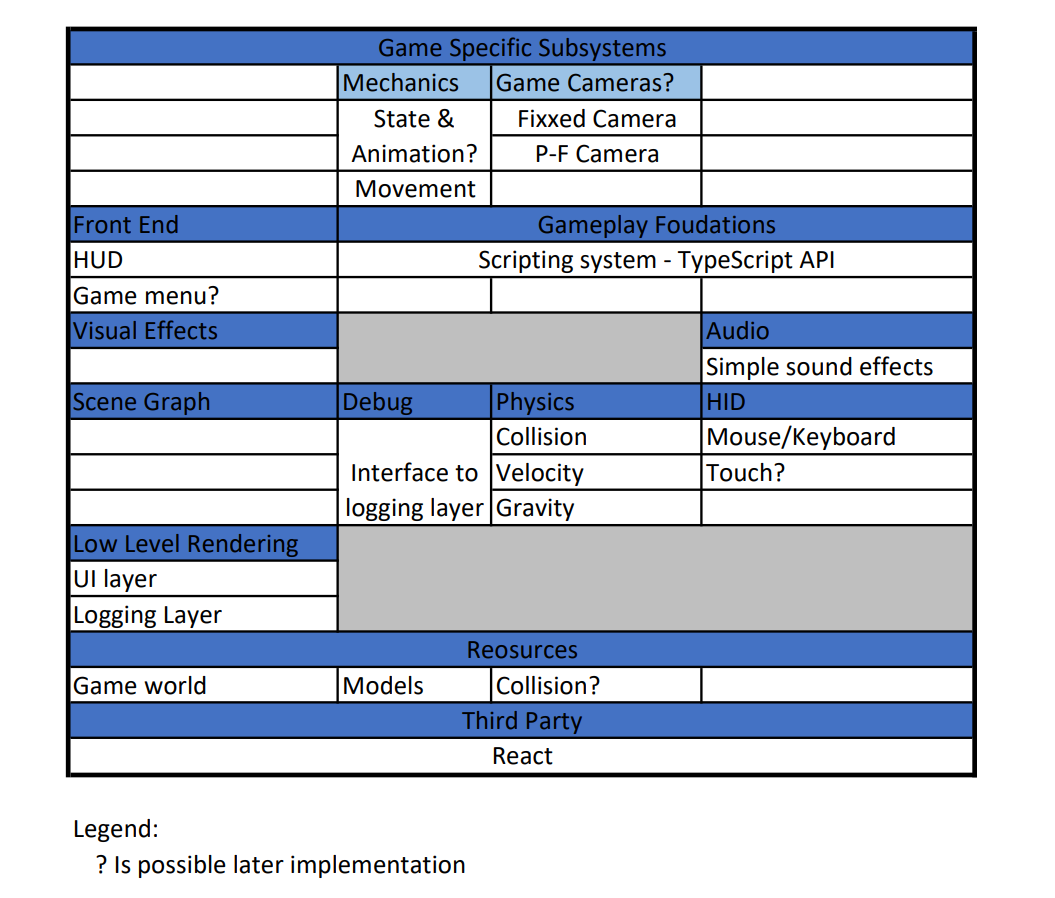 Game Specific Subsystems
Mechanics Game Cameras?
State & Fixxed Camera
Animation? P-F Camera
Movement
Front End Gameplay Foudations
HUD Scripting system - TypeScript API
Game menu?
Visual Effects Audio
Simple sound effects
Scene Graph Debug Physics HID
Collision Mouse/Keyboard
Interface to Velocity Touch?
logging layer Gravity
Low Level Rendering
UI layer
Logging Layer
Reosurces
Game world Models Collision?
Third Party
React
Legend:
? Is possible later implementation